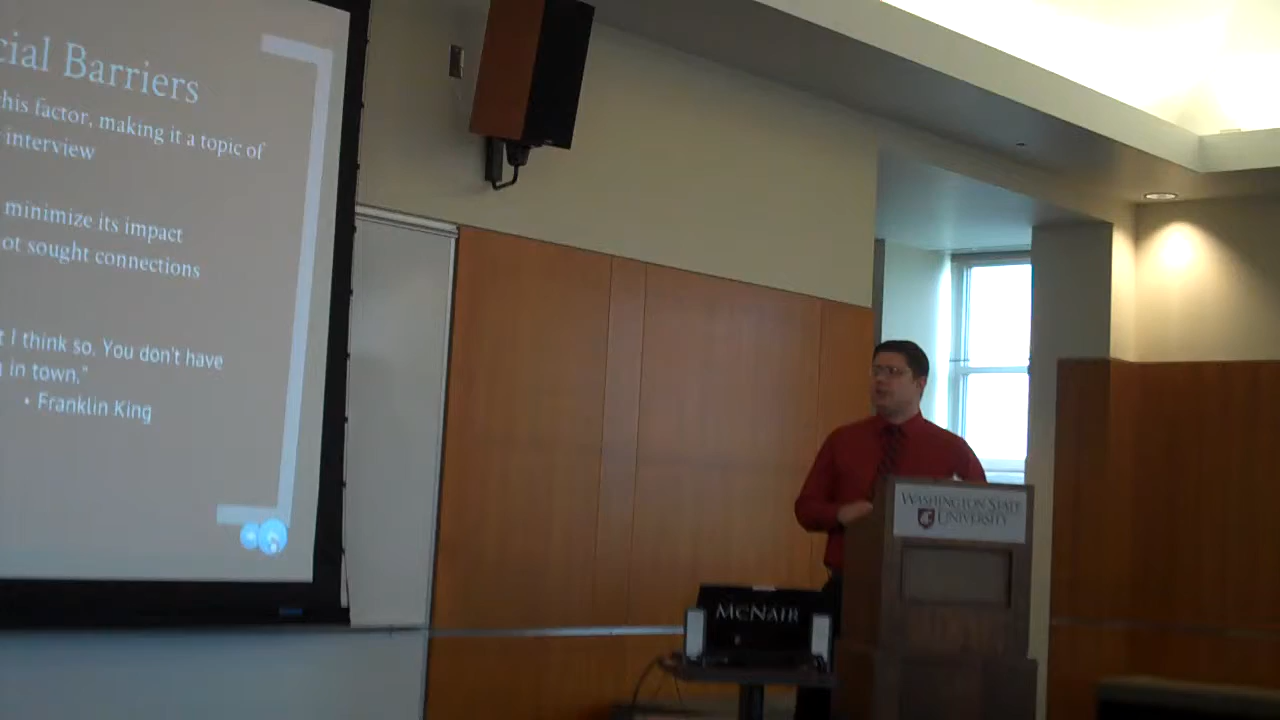 cial Barriers
his factor, making it a topic of
interview
minimize its impact
ot sought connections
t I think so. You don't have
in town."
• Franklin King
WASHINGTON STATE
UNIVERSITY
MCNAIR